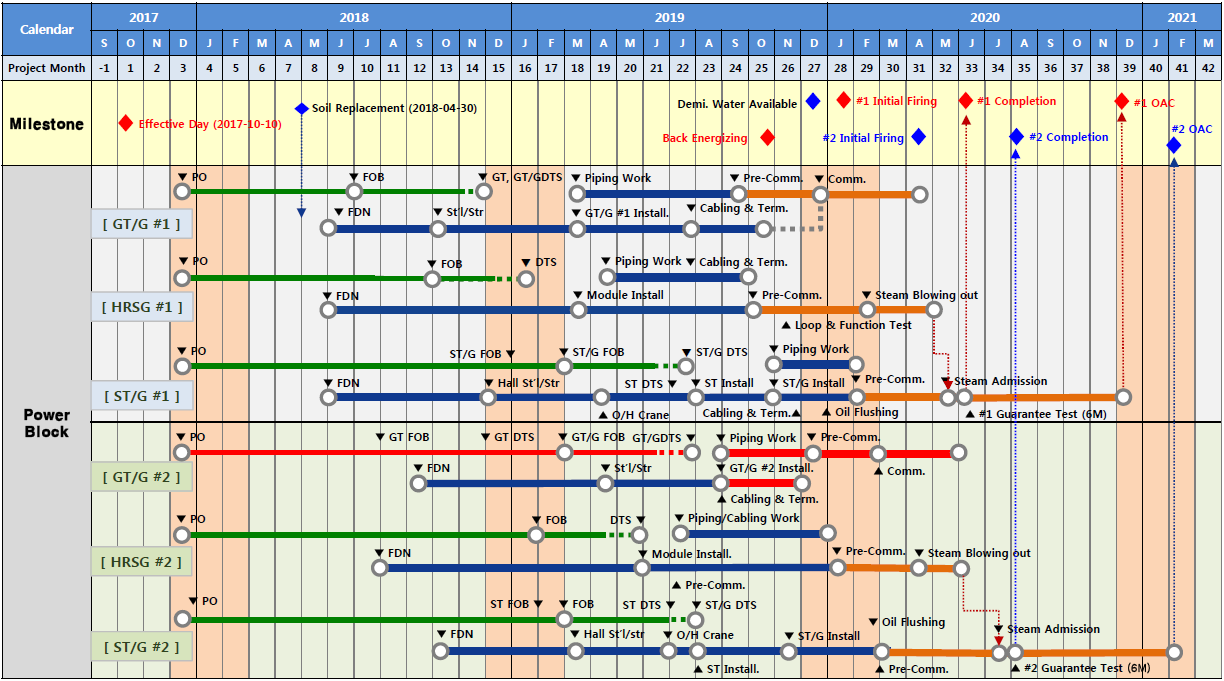 Calendar 2017 2018 2019 2020 2021
S O N D J F M A M J J A S O N D J F M A M J J A S O N D J F M A M J J A S O N D J F M
Project Month -1 1 2 3 4 5 6 7 8 9 10 11 12 13 14 15 16 17 18 19 20 21 22 23 24 25 26 27 28 29 30 31 32 33 34 35 36 37 38 39 40 41 42
Milestone
Effective Day (2017-10-10)
Soil Replacement (2018-04-30)
Demi. Water Available
#1 Initial Firing
#1 Completion
#1 OAC
Back Energizing
#2 Initial Firing
#2 Completion
#2 OAC
Power
Block
[ GT/G #1 ]
PO
FOB
GT, GT/GDTS
Piping Work
Pre-Comm.
Comm.
FDN
St'l/Str
GT/G #1 Install.
Cabling & Term.
[ HRSG #1 ]
PO
FOB
DTS
Piping Work
Cabling & Term.
FDN
Module Install
Pre-Comm.
Steam Blowing out
Loop & Function Test
[ ST/G #1 ]
PO
ST/G FOB
ST/G FOB
ST/G DTS
Piping Work
FDN
Hall St'l/Str
ST DTS
ST Install
ST/G Install
Pre-Comm.
Steam Admission
O/H Crane
Cabling & Term.
Oil Flushing
#1 Guarantee Test (6M)
[ GT/G #2 ]
PO
GT FOB
GT DTS
GT/G FOB
GT/GDTS
Piping Work
Pre-Comm.
FDN
St'l/Str
GT/G #2 Install.
Comm.
Cabling & Term.
[ HRSG #2 ]
PO
FOB
DTS
Piping/Cabling Work
FDN
Module Install.
Pre-Comm.
Steam Blowing out
Pre-Comm.
[ ST/G #2 ]
PO
ST FOB
FOB
ST DTS
ST/G DTS
Oil Flushing
FDN
Hall St'l/str
O/H Crane
ST/G Install
Steam Admission
ST Install.
Pre-Comm.
#2 Guarantee Test (6M)